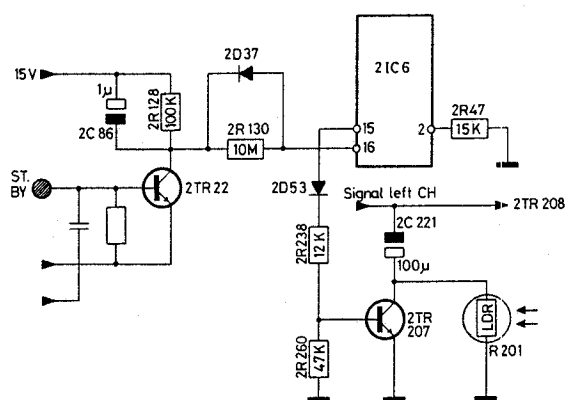 2D37
2IC6
15V
1µ
2C86
2R128
100K
2R130
10M
15
16
2
2R47
15K
ST.
BY
2TR22
2D53
Signal left CH
2TR208
2C221
100µ
2R238
12K
2TR
207
LDR
R201
2R260
47K